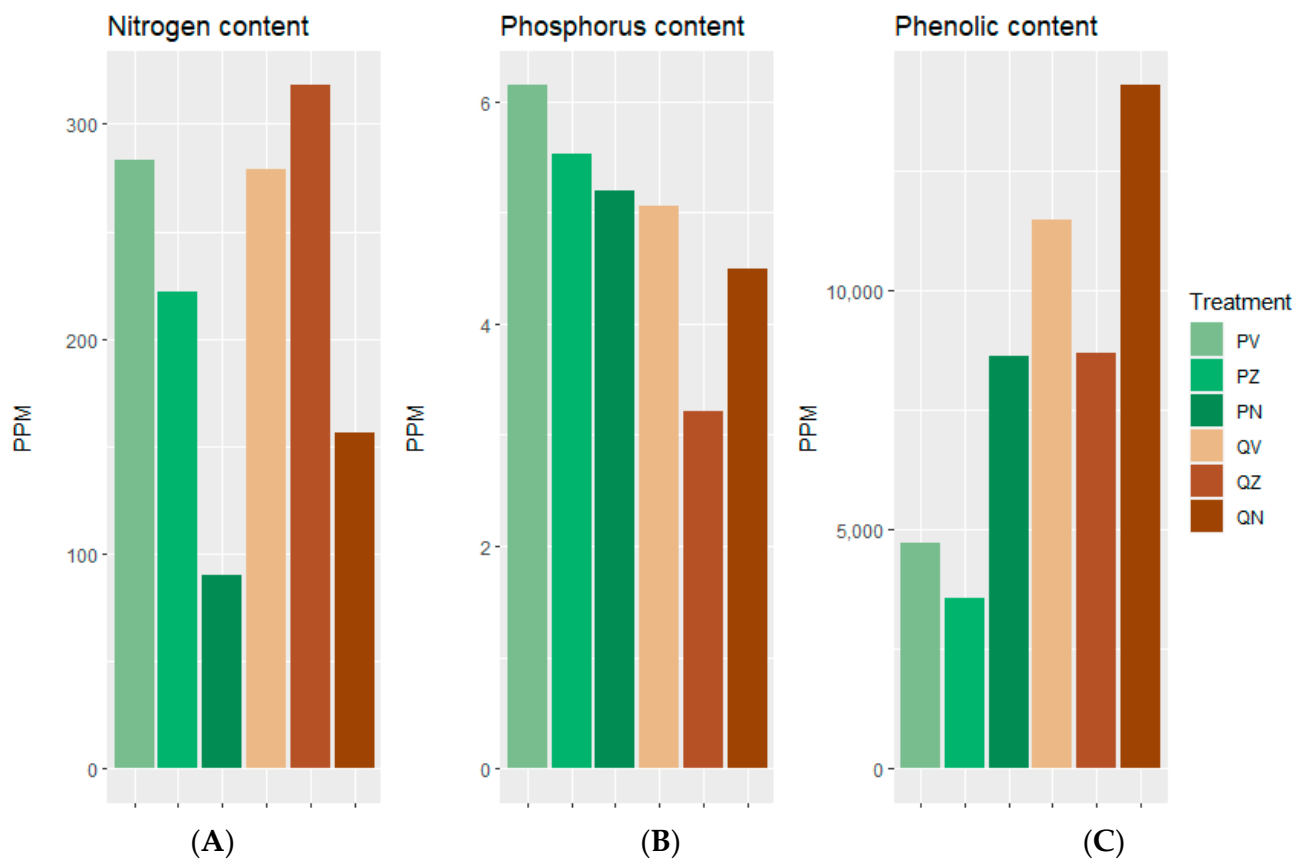 Nitrogen content
PPM
300
200
100
0
(A)
Phosphorus content
PPM
6
4
2
0
(B)
Phenolic content
PPM
10,000
5,000
0
(C)
Treatment
PV
PZ
PN
QV
QZ
QN